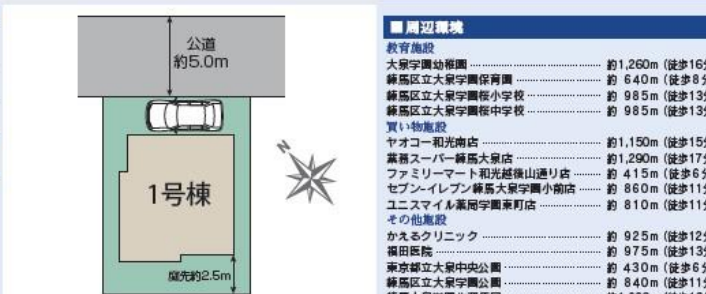 公道
約5.0m
1号棟
庭先約2.5m
N
■周辺環境
教育施設
大泉学園幼稚園 …… 約1,260m (徒歩16分
練馬区立大泉学園保育園 …… 約 640m (徒歩8分
練馬区立大泉学園桜小学校 …… 約 985m (徒歩13分
練馬区立大泉学園桜中学校 …… 約 985m (徒歩13分
買い物施設
ヤオコー和光南店 …… 約1,150m (徒歩15分
業務スーパー練馬大泉店 …… 約1,290m (徒歩17分
ファミリーマート和光越後山通り店 …… 約 415m (徒歩6分
セブン-イレブン練馬大泉学園小前店 …… 約 860m (徒歩11分
ユニスマイル薬局学園東町店 …… 約 810m (徒歩11分
その他施設
かえるクリニック …… 約 925m (徒歩12分
福田医院 …… 約 975m (徒歩13分
東京都立大泉中央公園 …… 約 430m (徒歩6分
練馬区立大泉学園公園 …… 約 840m (徒歩11分